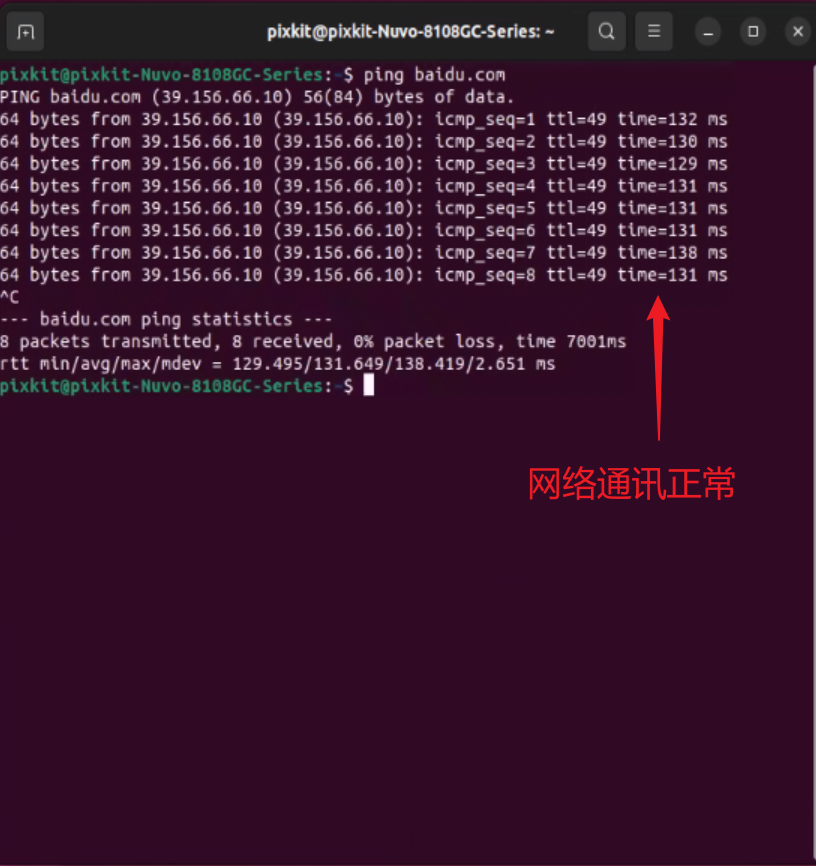 pixkit@pixkit-Nuvo-8108GC-Series: ~
pixkit@pixkit-Nuvo-8108GC-Series:~$ ping baidu.com
PING baidu.com (39.156.66.10) 56(84) bytes of data.
64 bytes from 39.156.66.10 (39.156.66.10): icmp_seq=1 ttl=49 time=132 ms
64 bytes from 39.156.66.10 (39.156.66.10): icmp_seq=2 ttl=49 time=130 ms
64 bytes from 39.156.66.10 (39.156.66.10): icmp_seq=3 ttl=49 time=129 ms
64 bytes from 39.156.66.10 (39.156.66.10): icmp_seq=4 ttl=49 time=131 ms
64 bytes from 39.156.66.10 (39.156.66.10): icmp_seq=5 ttl=49 time=131 ms
64 bytes from 39.156.66.10 (39.156.66.10): icmp_seq=6 ttl=49 time=131 ms
64 bytes from 39.156.66.10 (39.156.66.10): icmp_seq=7 ttl=49 time=138 ms
64 bytes from 39.156.66.10 (39.156.66.10): icmp_seq=8 ttl=49 time=131 ms
^C
--- baidu.com ping statistics ---
8 packets transmitted, 8 received, 0% packet loss, time 7001ms
rtt min/avg/max/mdev = 129.495/131.649/138.419/2.651 ms
pixkit@pixkit-Nuvo-8108GC-Series:~$
网络通讯正常